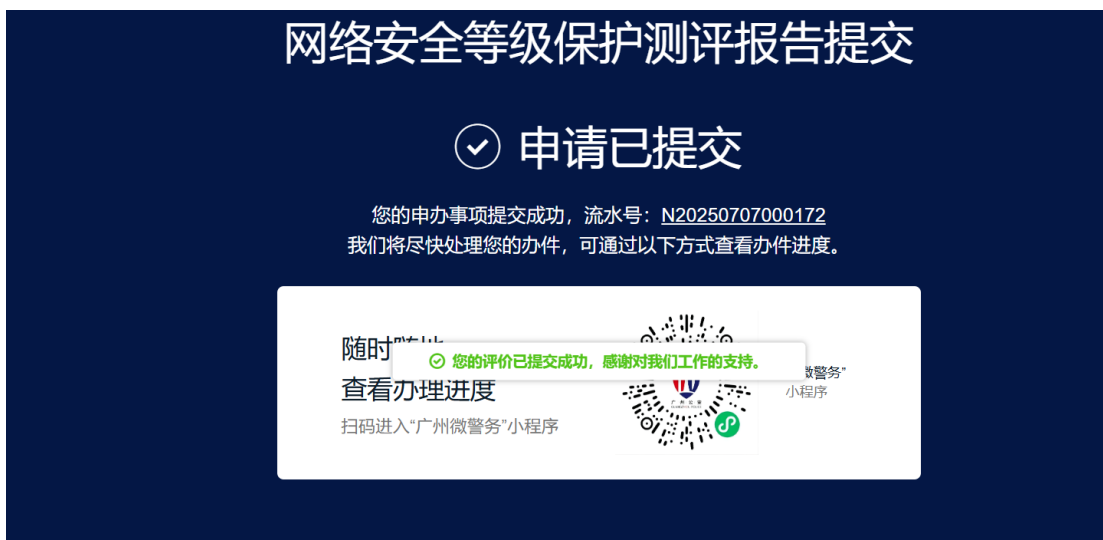 网络安全等级保护测评报告提交
申请已提交
您的申办事项提交成功，流水号：N20250707000172
我们将尽快处理您的办件，可通过以下方式查看办件进度。
随时随地
您的评价已提交成功，感谢对我们工作的支持。
查看办理进度
微警务”
小程序
扫码进入“广州微警务”小程序